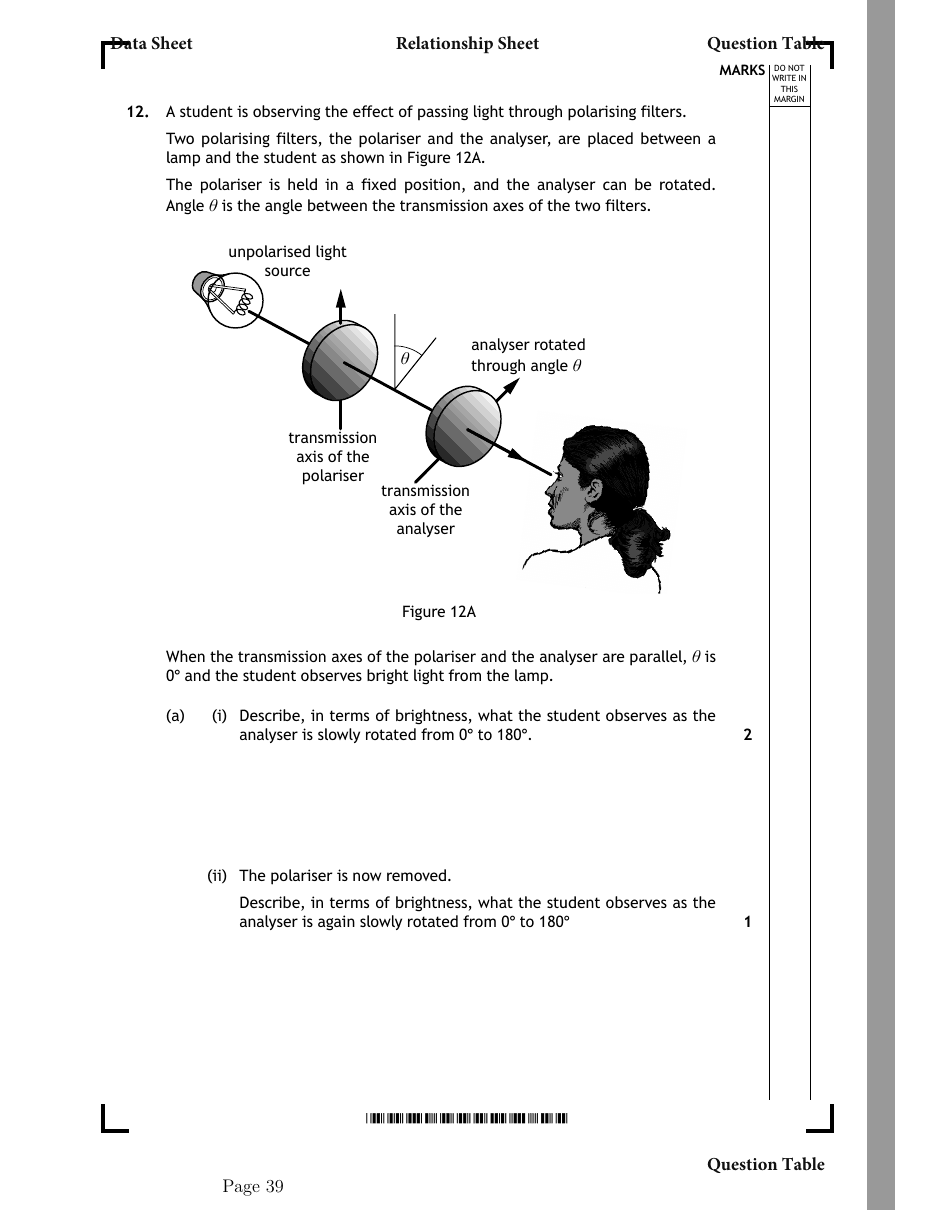 Data Sheet Relationship Sheet Question Table
MARKS
DO NOT
WRITE IN
THIS
MARGIN
12. A student is observing the effect of passing light through polarising filters.
Two polarising filters, the polariser and the analyser, are placed between a
lamp and the student as shown in Figure 12A.
The polariser is held in a fixed position, and the analyser can be rotated.
Angle θ is the angle between the transmission axes of the two filters.
unpolarised light
source
θ
analyser rotated
through angle θ
transmission
axis of the
polariser
transmission
axis of the
analyser
Figure 12A
When the transmission axes of the polariser and the analyser are parallel, θ is
0° and the student observes bright light from the lamp.
(a) (i) Describe, in terms of brightness, what the student observes as the
analyser is slowly rotated from 0° to 180°. 2
(ii) The polariser is now removed.
Describe, in terms of brightness, what the student observes as the
analyser is again slowly rotated from 0° to 180° 1
Question Table
Page 39